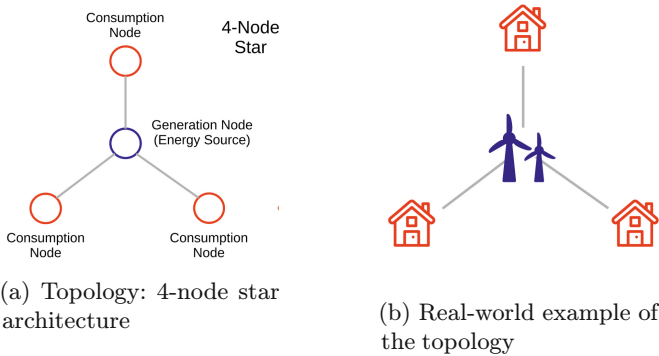 Consumption
Node
4-Node
Star
Generation Node
(Energy Source)
Consumption
Node
Consumption
Node
(a) Topology: 4-node star
architecture
(b) Real-world example of
the topology